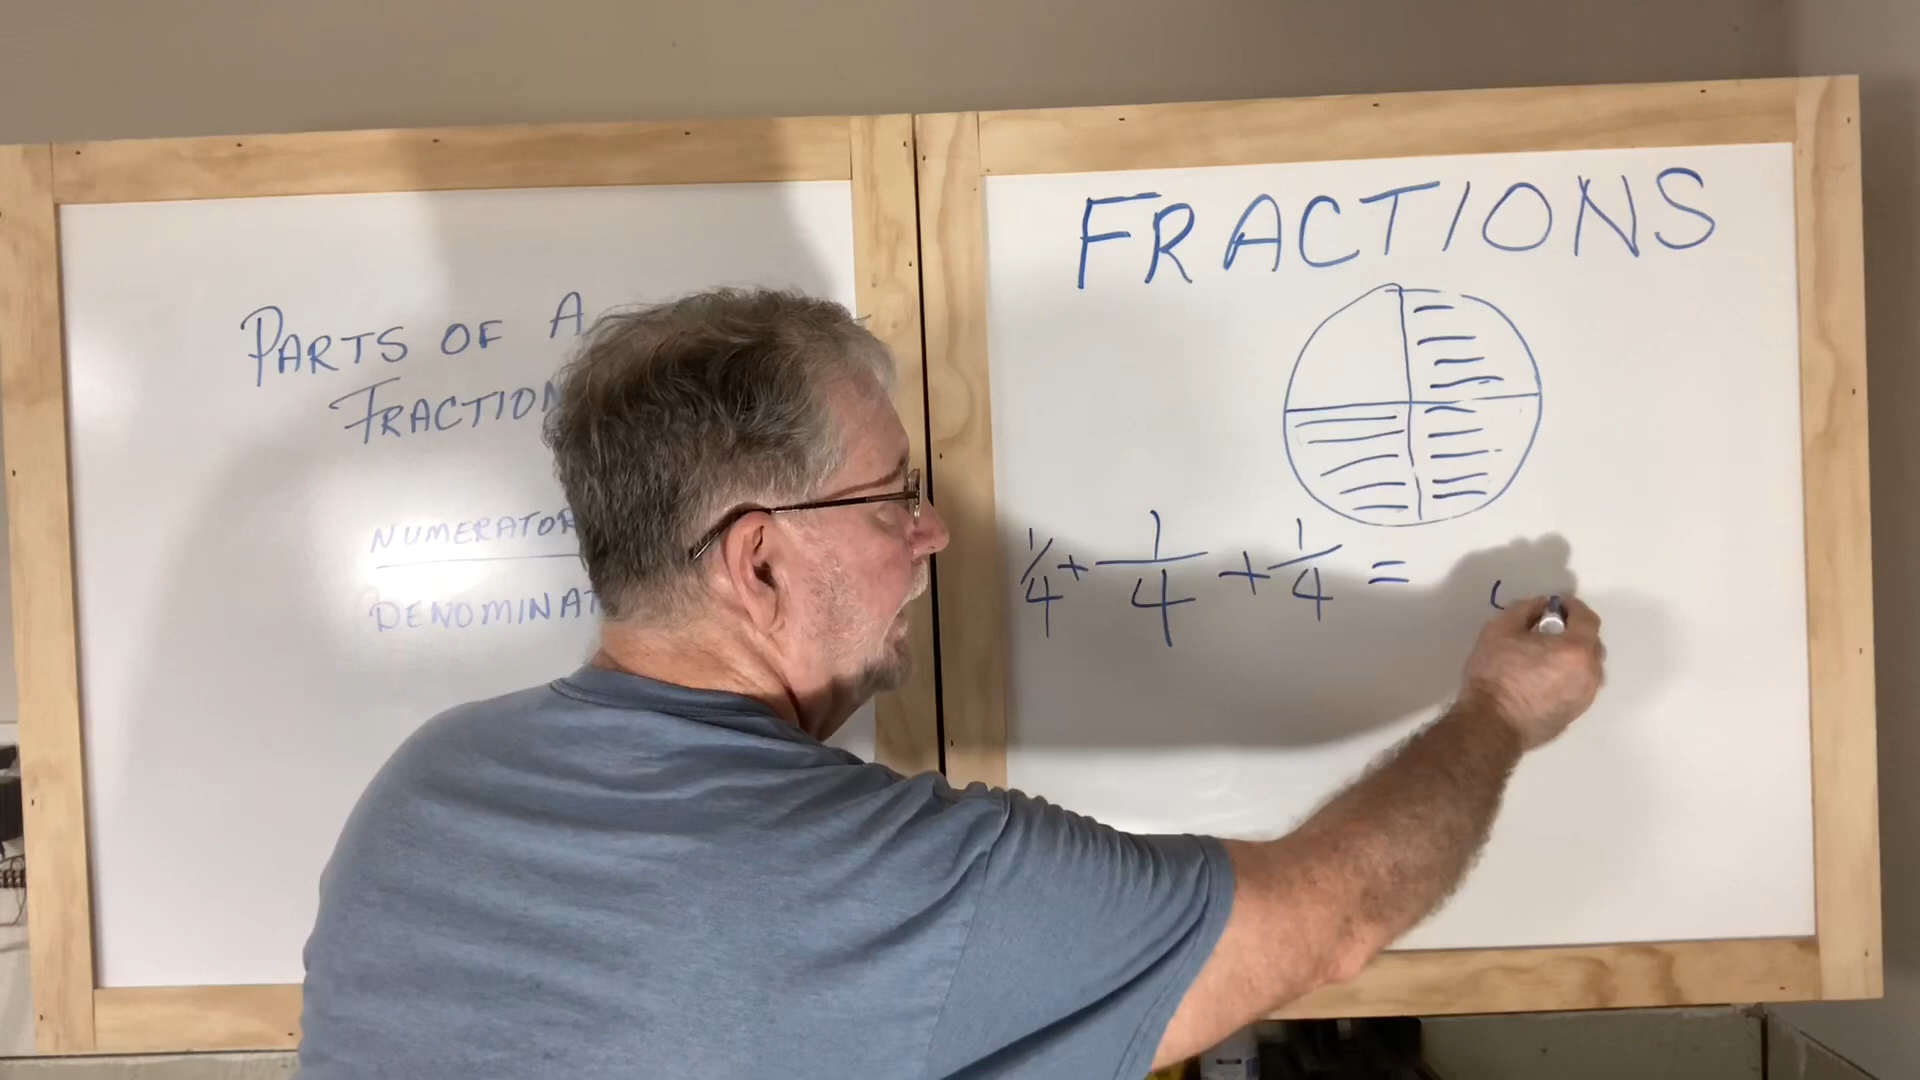 PARTS OF A
FRACTION
NUMERATOR
DENOMINAT
FRACTIONS
1/4 + 1/4 + 1/4 =